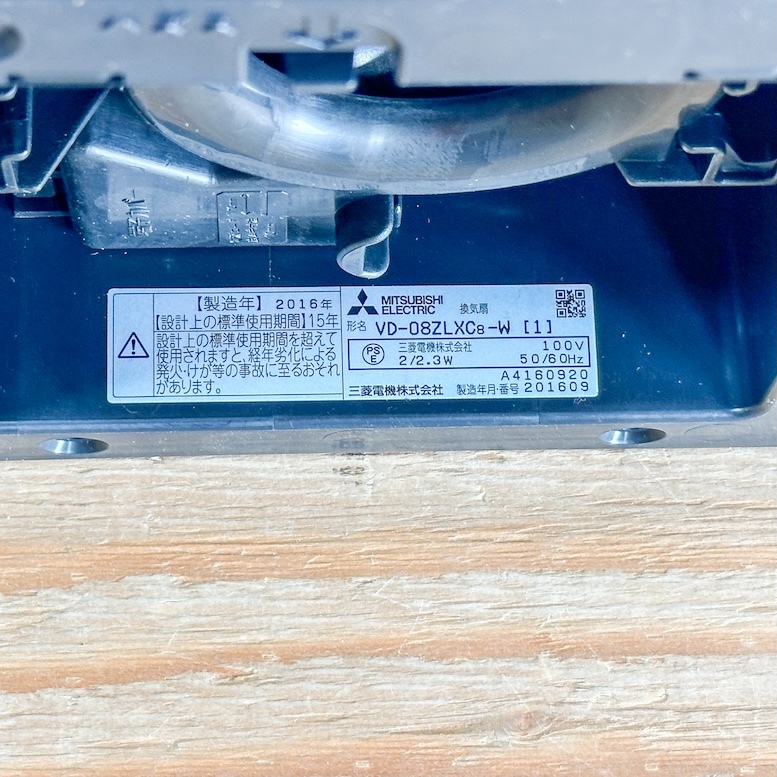 【製造年】 2016年
【設計上の標準使用期間】15年
設計上の標準使用期間を超えて
使用されますと、経年劣化による
発火・けが等の事故に至るおそれ
があります。
MITSUBISHI
ELECTRIC
換気扇
形名 VD-08ZLXC8-W [1]
PS
E
三菱電機株式会社 100V
2/2.3W 50/60Hz
A4160920
三菱電機株式会社 製造年月・番号 201609